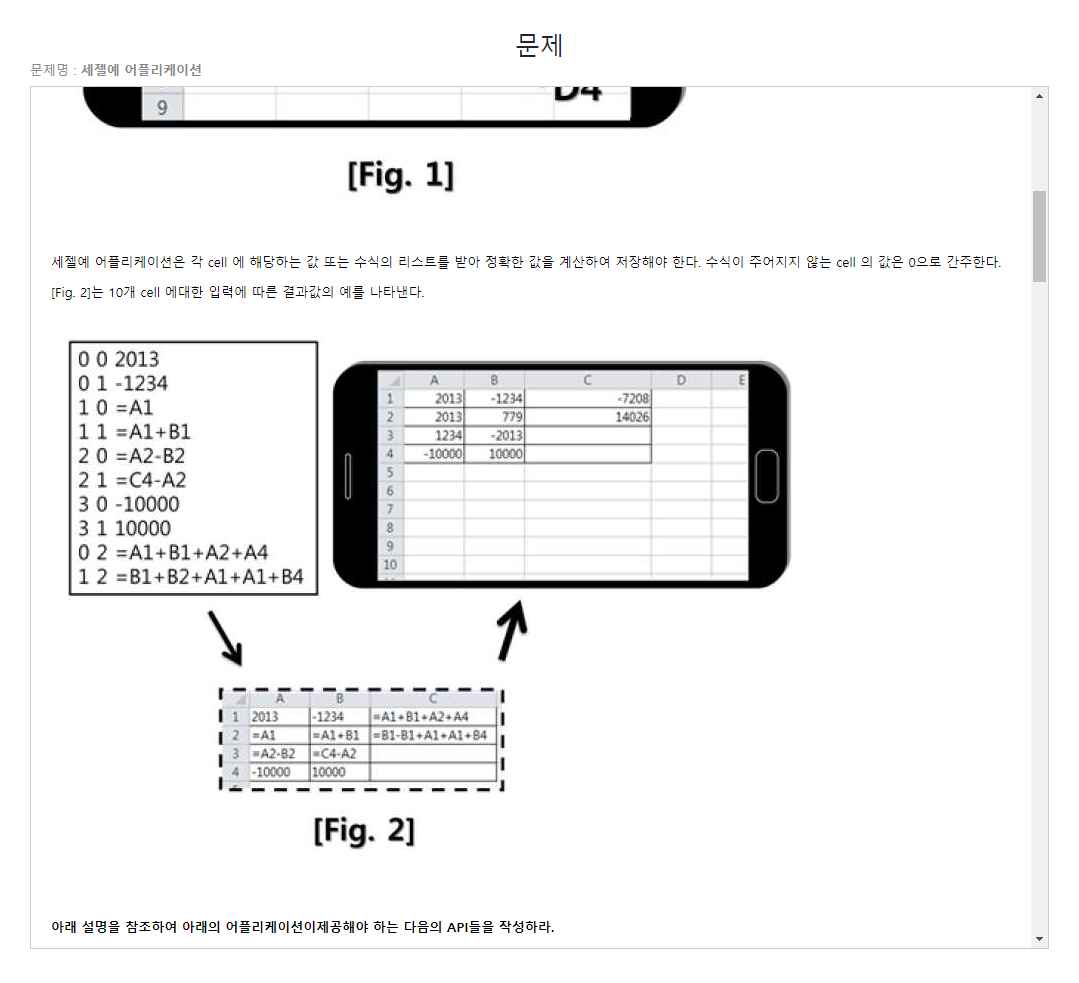 문제
문제명 : 세젤예 어플리케이션
D4
9
[Fig. 1]
세젤예 어플리케이션은 각 cell 에 해당하는 값 또는 수식의 리스트를 받아 정확한 값을 계산하여 저장해야 한다. 수식이 주어지지 않는 cell 의 값은 0으로 간주한다.
[Fig. 2]는 10개 cell 에대한 입력에 따른 결과값의 예를 나타낸다.
0 0 2013
0 1 -1234
1 0 =A1
1 1 =A1+B1
2 0 =A2-B2
2 1 =C4-A2
3 0 -10000
3 1 10000
0 2 =A1+B1+A2+A4
1 2 =B1+B2+A1+A1+B4
A B C D E
1 2013 -1234 -7208
2 2013 779 14026
3 1234 -2013
4 -10000 10000
5
6
7
8
9
10
A B C
1 2013 -1234 =A1+B1+A2+A4
2 =A1 =A1+B1 =B1-B1+A1+A1+B4
3 =A2-B2 =C4-A2
4 -10000 10000
[Fig. 2]
아래 설명을 참조하여 아래의 어플리케이션이제공해야 하는 다음의 API들을 작성하라.